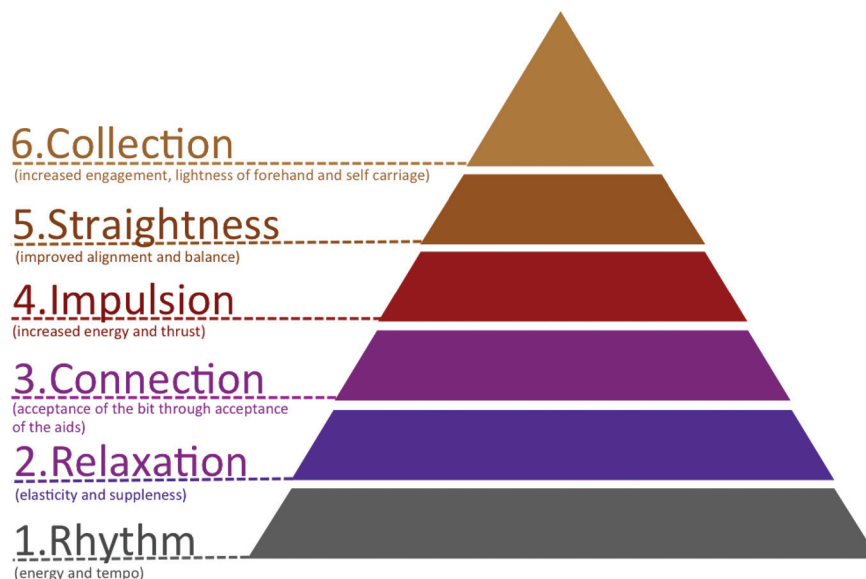 6.Collection
(increased engagement, lightness of forehand and self carriage)
5.Straightness
(improved alignment and balance)
4.Impulsion
(increased energy and thrust)
3.Connection
(acceptance of the bit through acceptance
of the aids)
2.Relaxation
(elasticity and suppleness)
1.Rhythm
(energy and tempo)